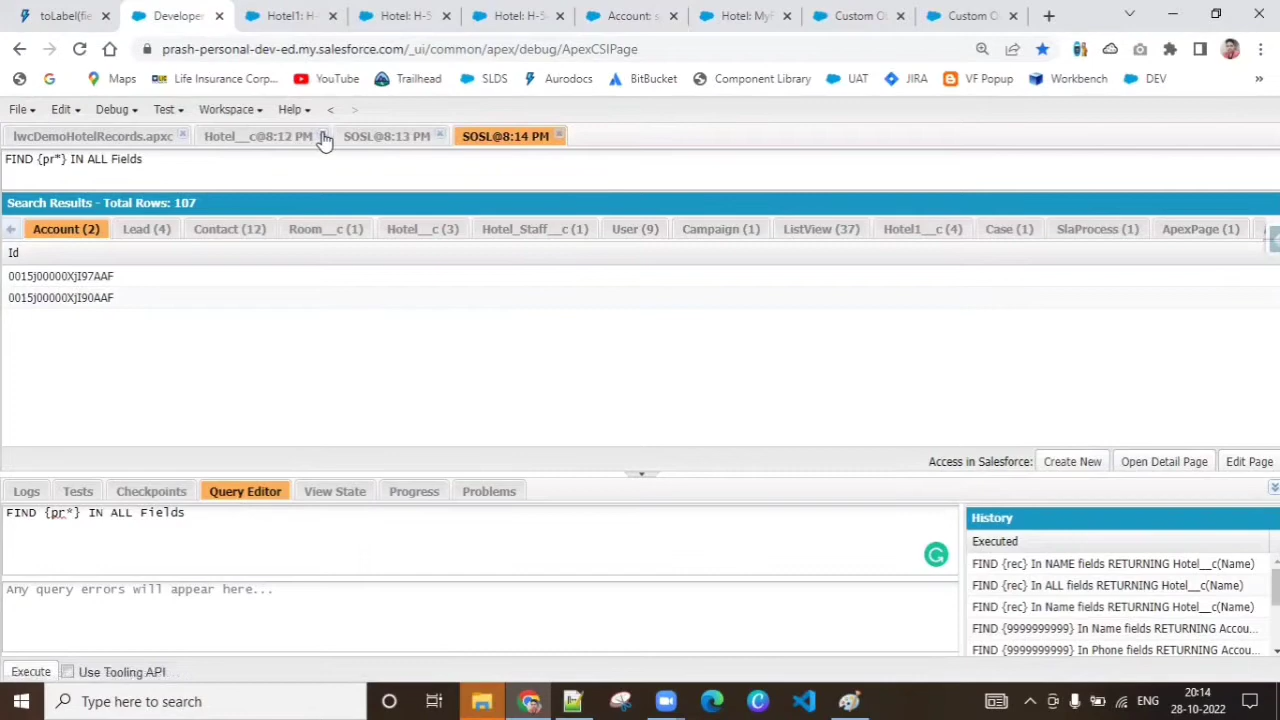 toLabel(fie
Developer
Hotel1: H-
Hotel: H-5
Hotel: H-5
Account: s
Hotel: MyF
Custom O
Custom O
prash-personal-dev-ed.my.salesforce.com/_ui/common/apex/debug/ApexCSIPage
Maps
Life Insurance Corp...
YouTube
Trailhead
SLDS
Aurodocs
BitBucket
Component Library
UAT
JIRA
VF Popup
Workbench
DEV
»
File Edit Debug Test Workspace Help < >
lwcDemoHotelRecords.apxc
Hotel__c@8:12 PM
SOSL@8:13 PM
SOSL@8:14 PM
FIND {pr*} IN ALL Fields
Search Results - Total Rows: 107
Account (2) Lead (4) Contact (12) Room__c (1) Hotel__c (3) Hotel_Staff__c (1) User (9) Campaign (1) ListView (37) Hotel1__c (4) Case (1) SlaProcess (1) ApexPage (1)
Id
0015j00000XjI97AAF
0015j00000XjI90AAF
Access in Salesforce: Create New Open Detail Page Edit Page
Logs Tests Checkpoints Query Editor View State Progress Problems
FIND {pr*} IN ALL Fields
Any query errors will appear here...
History
Executed
FIND {rec} In NAME fields RETURNING Hotel__c(Name)
FIND {rec} In ALL fields RETURNING Hotel__c(Name)
FIND {rec} In Name fields RETURNING Hotel__c(Name)
FIND {9999999999} In Name fields RETURNING Accou...
FIND {9999999999} In Phone fields RETURNING Accou...
Execute Use Tooling API
Type here to search
ENG
20:14
28-10-2022